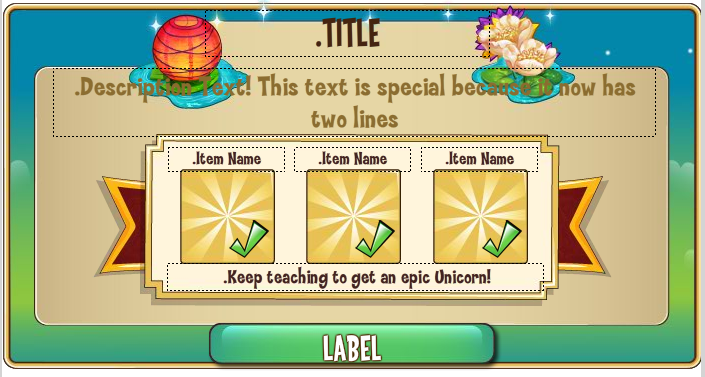 .TITLE
.Description Text! This text is special because it now has
two lines
.Item Name .Item Name .Item Name
.Keep teaching to get an epic Unicorn!
LABEL